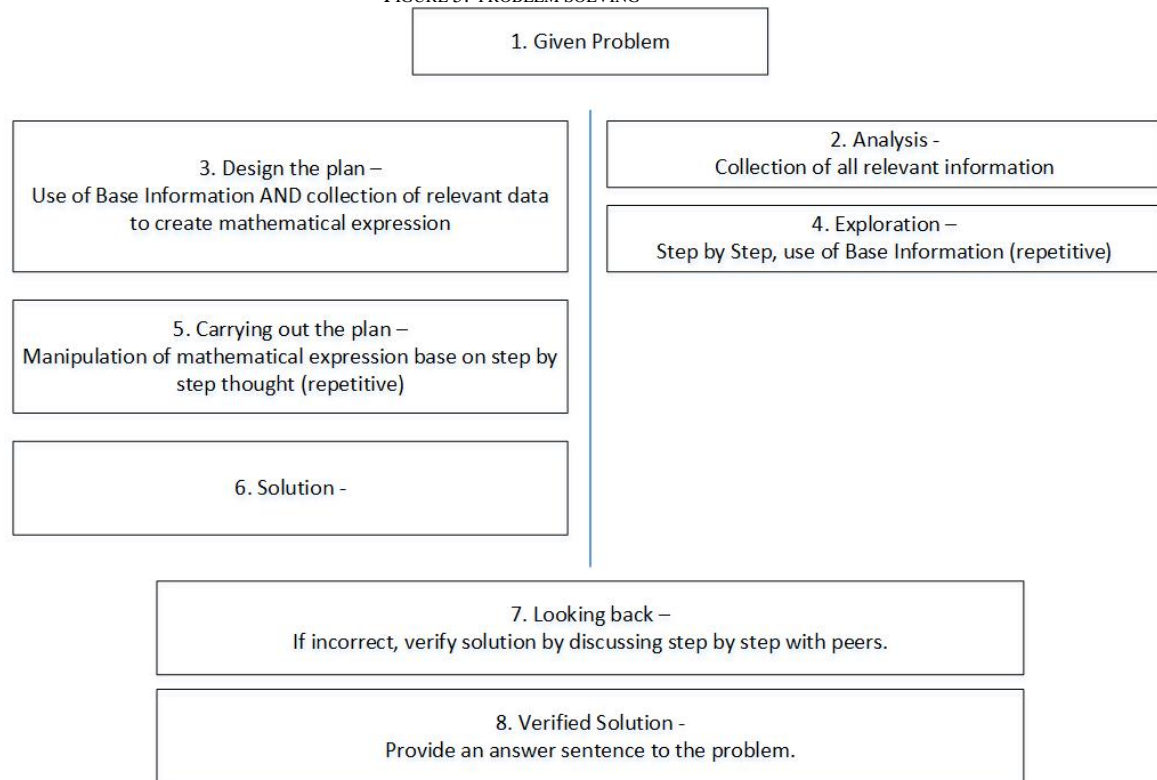 FIGURE 3. PROBLEM SOLVING
1. Given Problem
2. Analysis -
Collection of all relevant information
3. Design the plan –
Use of Base Information AND collection of relevant data
to create mathematical expression
4. Exploration –
Step by Step, use of Base Information (repetitive)
5. Carrying out the plan –
Manipulation of mathematical expression base on step by
step thought (repetitive)
6. Solution -
7. Looking back –
If incorrect, verify solution by discussing step by step with peers.
8. Verified Solution -
Provide an answer sentence to the problem.